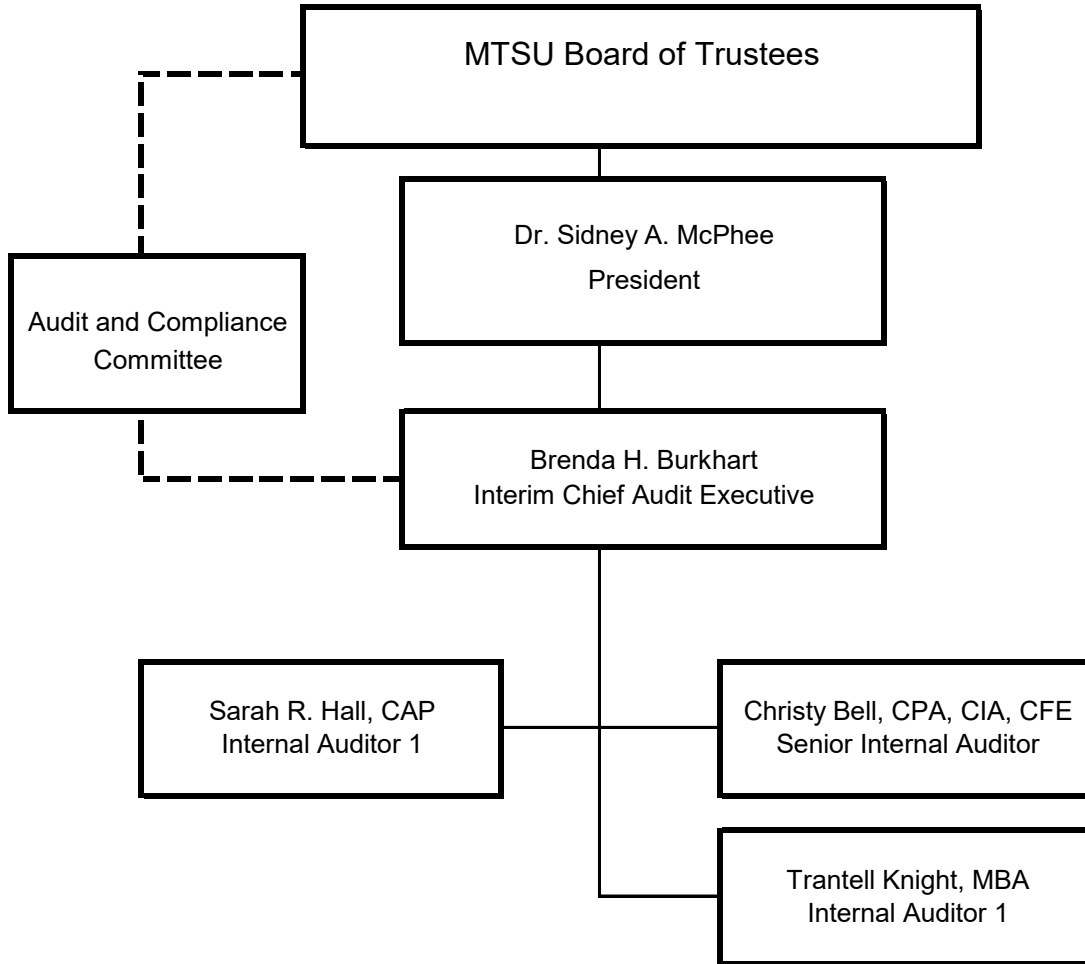 MTSU Board of Trustees
Dr. Sidney A. McPhee
President
Audit and Compliance
Committee
Brenda H. Burkhart
Interim Chief Audit Executive
Sarah R. Hall, CAP
Internal Auditor 1
Christy Bell, CPA, CIA, CFE
Senior Internal Auditor
Trantell Knight, MBA
Internal Auditor 1